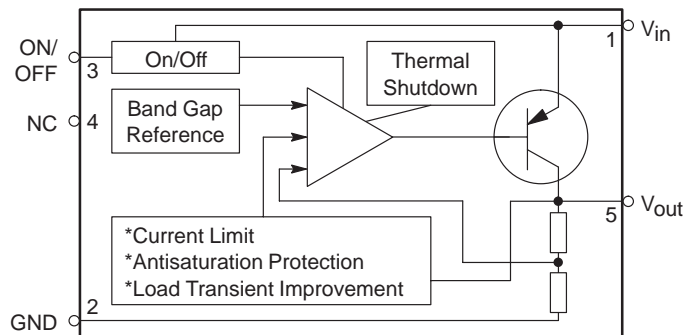 ON/
OFF
3
On/Off
Thermal
Shutdown
1
Vin
NC
4
Band Gap
Reference
5
Vout
*Current Limit
*Antisaturation Protection
*Load Transient Improvement
GND
2